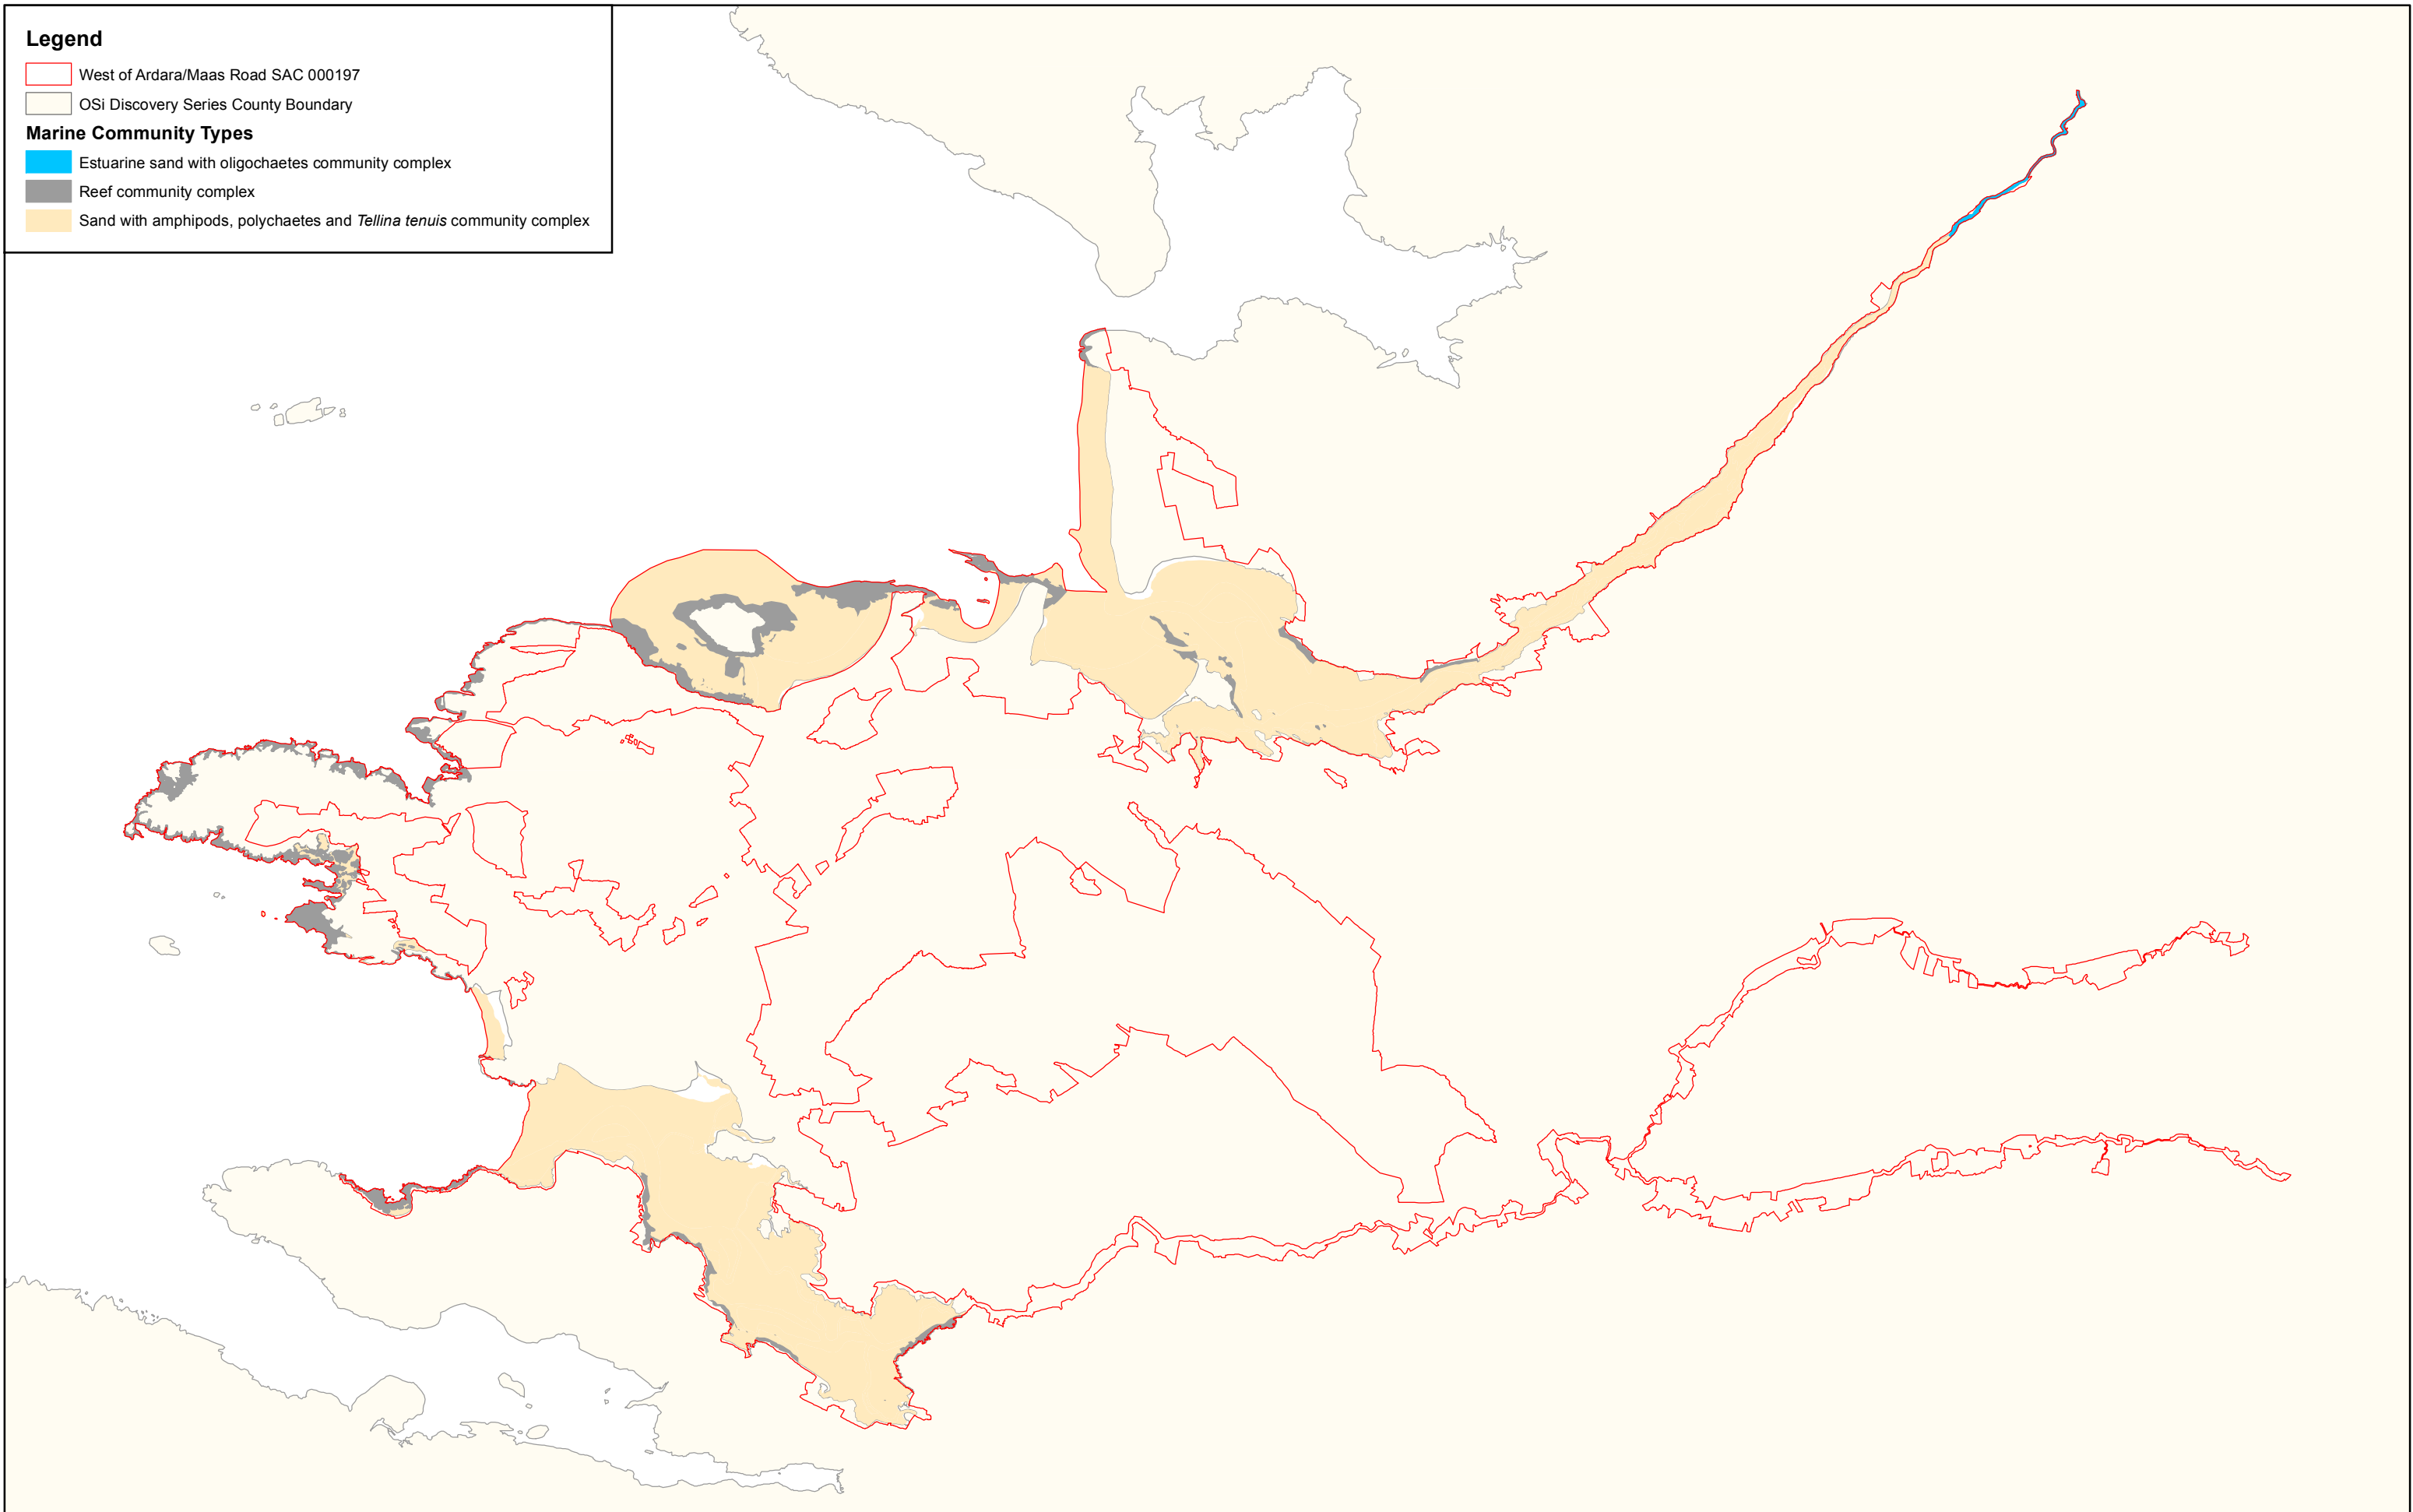 Legend
West of Ardara/Maas Road SAC 000197
OSi Discovery Series County Boundary
Marine Community Types
Estuarine sand with oligochaetes community complex
Reef community complex
Sand with amphipods, polychaetes and Tellina tenuis community complex